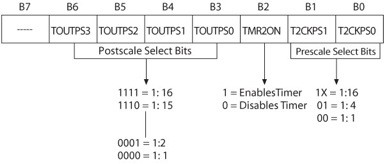 B7 B6 B5 B4 B3 B2 B1 B0
----- TOUTPS3 TOUTPS2 TOUTPS1 TOUTPS0 TMR2ON T2CKPS1 T2CKPS0
Postscale Select Bits Prescale Select Bits
1111 = 1: 16 1 = EnablesTimer 1X = 1:16
1110 = 1: 15 0 = Disables Timer 01 = 1: 4
00 = 1: 1
0001 = 1:2
0000 = 1: 1